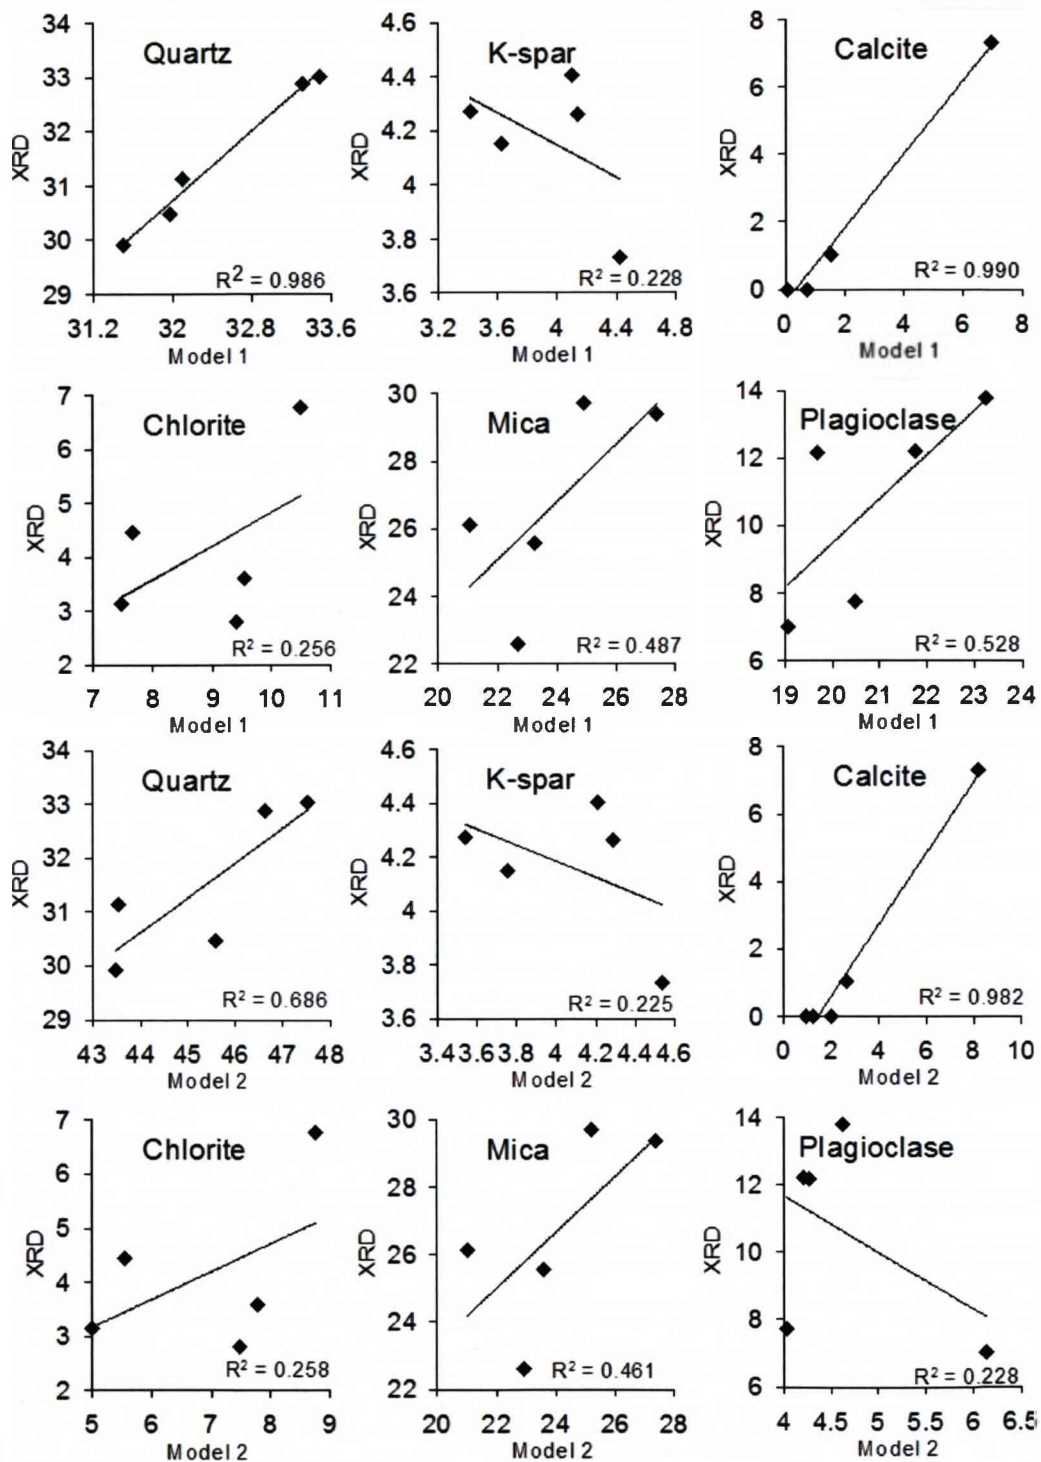 Quartz
XRD
34
33
32
31
30
29
R² = 0.986
31.2 32 32.8 33.6
Model 1
K-spar
XRD
4.6
4.4
4.2
4
3.8
3.6
R² = 0.228
3.2 3.6 4 4.4 4.8
Model 1
Calcite
XRD
8
6
4
2
0
R² = 0.990
0 2 4 6 8
Model 1
Chlorite
XRD
7
6
5
4
3
2
R² = 0.256
7 8 9 10 11
Model 1
Mica
XRD
30
28
26
24
22
R² = 0.487
20 22 24 26 28
Model 1
Plagioclase
XRD
14
12
10
8
6
R² = 0.528
19 20 21 22 23 24
Model 1
Quartz
XRD
34
33
32
31
30
29
R² = 0.686
43 44 45 46 47 48
Model 2
K-spar
XRD
4.6
4.4
4.2
4
3.8
3.6
R² = 0.225
3.43.63.8 4 4.24.44.6
Model 2
Calcite
XRD
8
6
4
2
0
R² = 0.982
0 2 4 6 8 10
Model 2
Chlorite
XRD
7
6
5
4
3
2
R² = 0.258
5 6 7 8 9
Model 2
Mica
XRD
30
28
26
24
22
R² = 0.461
20 22 24 26 28
Model 2
Plagioclase
XRD
14
12
10
8
6
R² = 0.228
4 4.5 5 5.5 6 6.5
Model 2